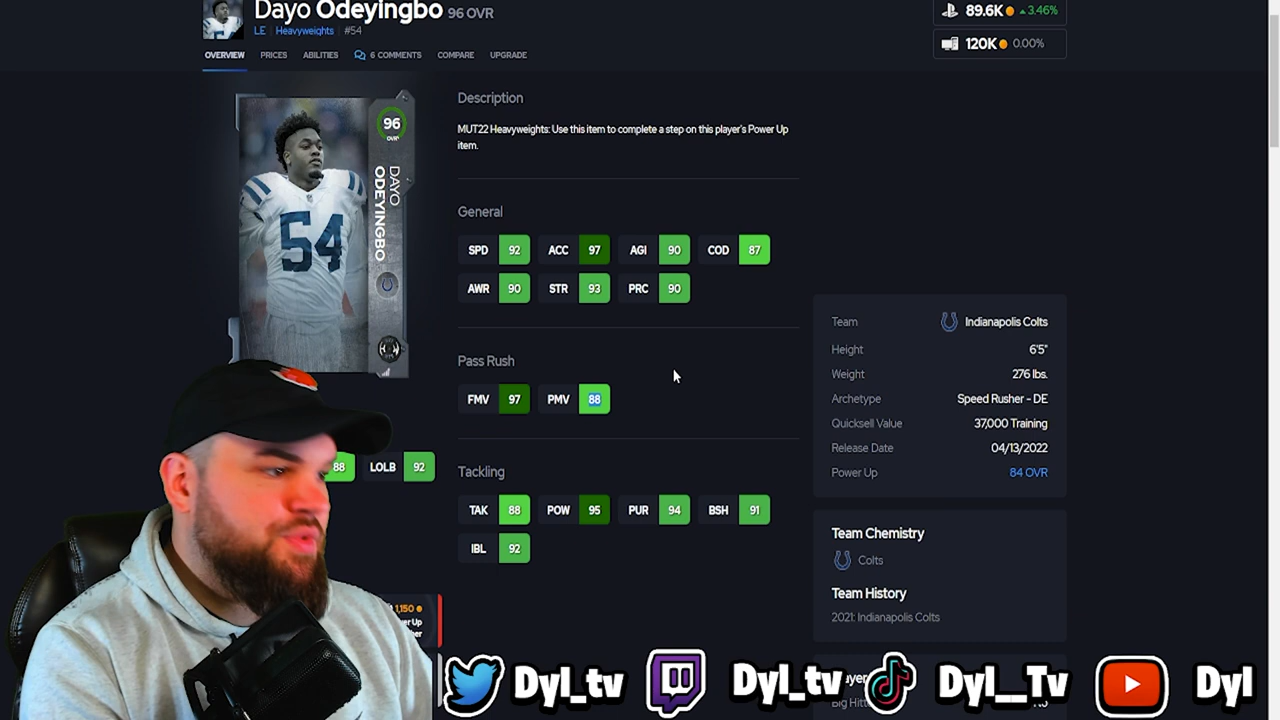 Dayo Odeyingbo 96 OVR
LE Heavyweights #54
89.6K 3.46%
120K 0.00%
OVERVIEW PRICES ABILITIES 6 COMMENTS COMPARE UPGRADE
96
OVR
DAYO
ODEYINGBO
54
Description
MUT22 Heavyweights: Use this item to complete a step on this player's Power Up
item.
General
SPD 92 ACC 97 AGI 90 COD 87
AWR 90 STR 93 PRC 90
Pass Rush
FMV 97 PMV 88
Tackling
TAK 88 POW 95 PUR 94 BSH 91
IBL 92
88 LOLB 92
1,150
Team Indianapolis Colts
Height 6'5"
Weight 276 lbs.
Archetype Speed Rusher - DE
Quicksell Value 37,000 Training
Release Date 04/13/2022
Power Up 84 OVR
Team Chemistry
Colts
Team History
2021: Indianapolis Colts
Dyl_tv Dyl_tv Dyl__Tv Dyl